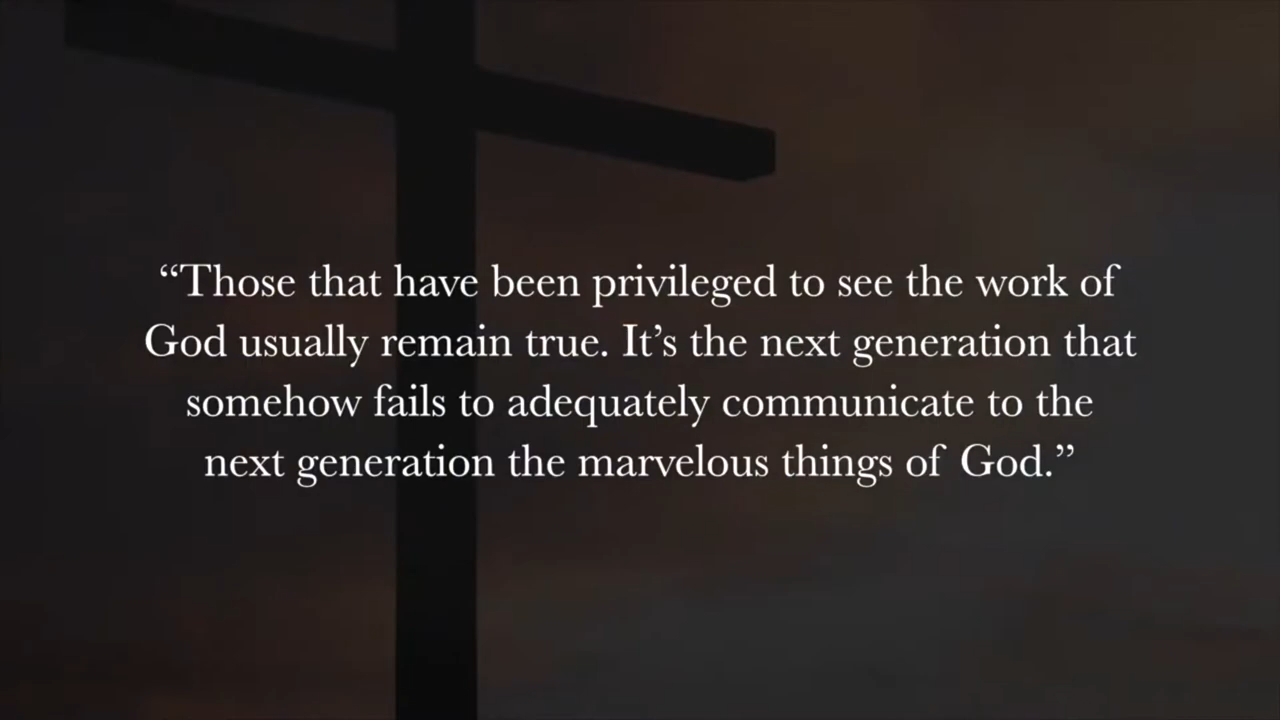 “Those that have been privileged to see the work of
God usually remain true. It’s the next generation that
somehow fails to adequately communicate to the
next generation the marvelous things of God.”